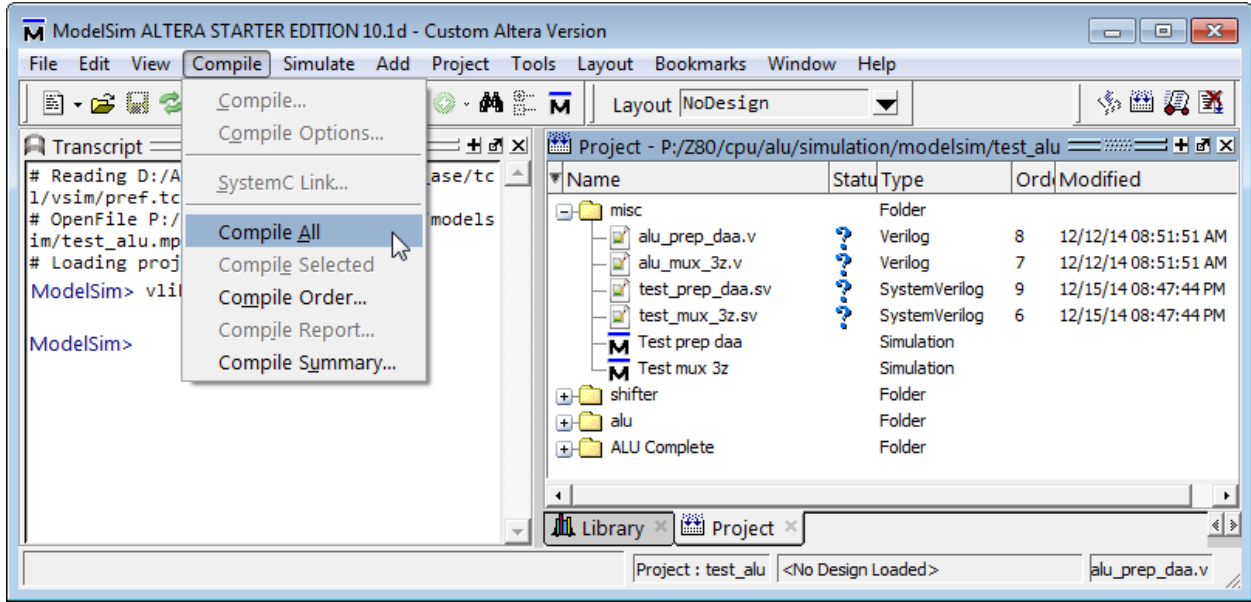 ModelSim ALTERA STARTER EDITION 10.1d - Custom Altera Version
File Edit View Compile Simulate Add Project Tools Layout Bookmarks Window Help
Layout NoDesign
Compile...
Compile Options...
SystemC Link...
Compile All
Compile Selected
Compile Order...
Compile Report...
Compile Summary...
Transcript
# Reading D:/A ase/tc
l/vsim/pref.tc
# OpenFile P:/ models
im/test_alu.mp
# Loading proj
ModelSim> vli
ModelSim>
Project - P:/Z80/cpu/alu/simulation/modelsim/test_alu
Name Statu Type Orde Modified
misc Folder
alu_prep_daa.v ? Verilog 8 12/12/14 08:51:51 AM
alu_mux_3z.v ? Verilog 7 12/12/14 08:51:51 AM
test_prep_daa.sv ? SystemVerilog 9 12/15/14 08:47:44 PM
test_mux_3z.sv ? SystemVerilog 6 12/15/14 08:47:44 PM
Test prep daa Simulation
Test mux 3z Simulation
shifter Folder
alu Folder
ALU Complete Folder
Library Project
Project : test_alu <No Design Loaded> alu_prep_daa.v